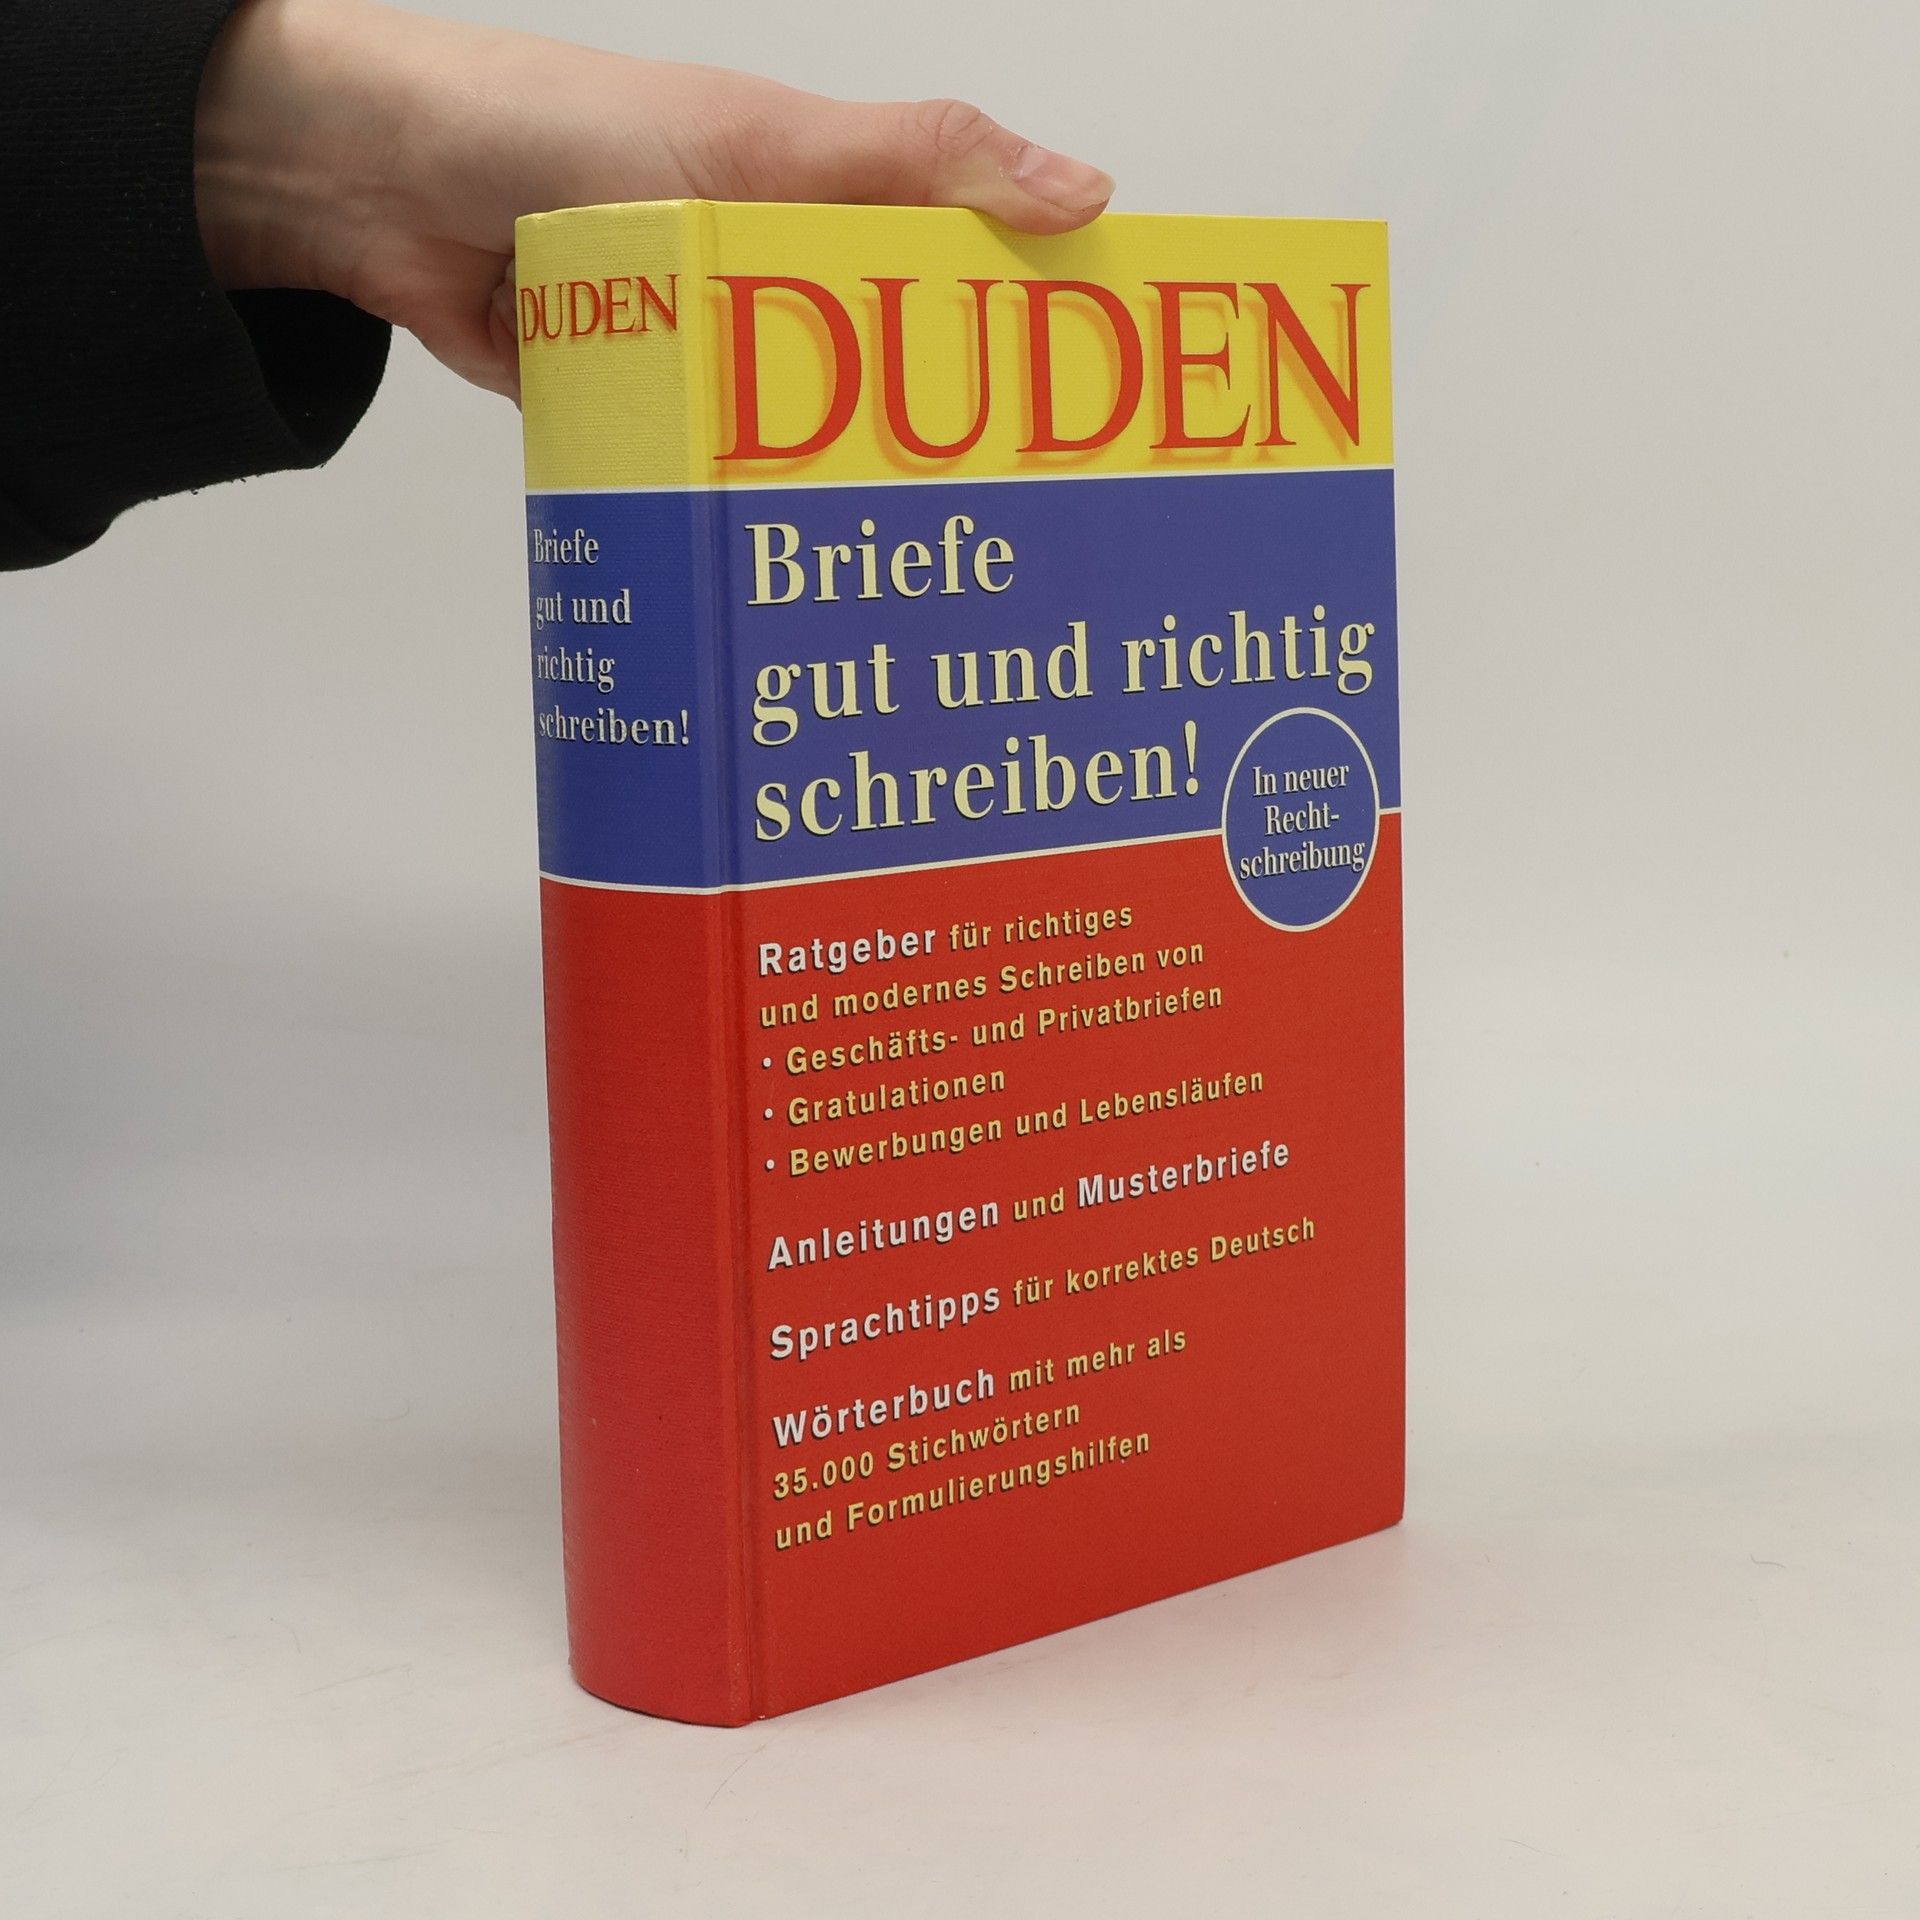 DUDEN
Briefe
gut und
richtig
schreiben!
DUDEN
Briefe
gut und richtig
schreiben!
In neuer
Recht-
schreibung
Ratgeber für richtiges
und modernes Schreiben von
• Geschäfts- und Privatbriefen
• Gratulationen
• Bewerbungen und Lebensläufen
Anleitungen und Musterbriefe
Sprachtipps für korrektes Deutsch
Wörterbuch mit mehr als
35.000 Stichwörtern
und Formulierungshilfen